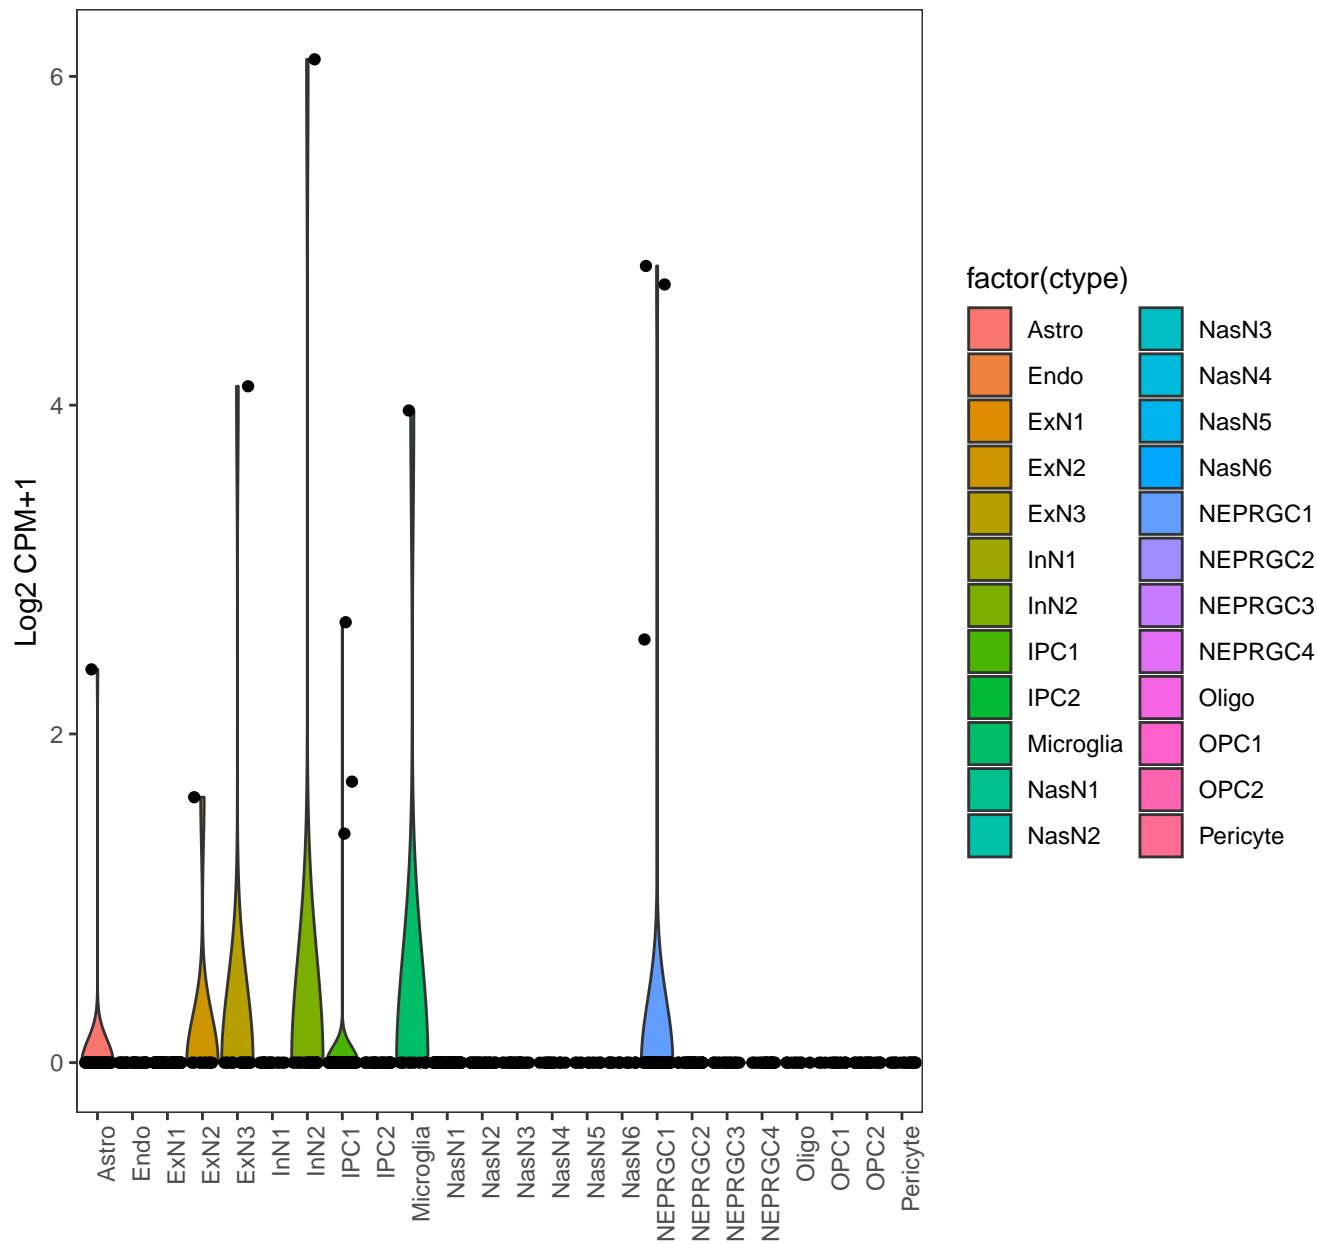 Log2 CPM+1
6
4
2
0
Astro
Endo
ExN1
ExN2
ExN3
InN1
InN2
IPC1
IPC2
Microglia
NasN1
NasN2
NasN3
NasN4
NasN5
NasN6
NEPRGC1
NEPRGC2
NEPRGC3
NEPRGC4
Oligo
OPC1
OPC2
Pericyte
factor(ctype)
Astro
Endo
ExN1
ExN2
ExN3
InN1
InN2
IPC1
IPC2
Microglia
NasN1
NasN2
NasN3
NasN4
NasN5
NasN6
NEPRGC1
NEPRGC2
NEPRGC3
NEPRGC4
Oligo
OPC1
OPC2
Pericyte